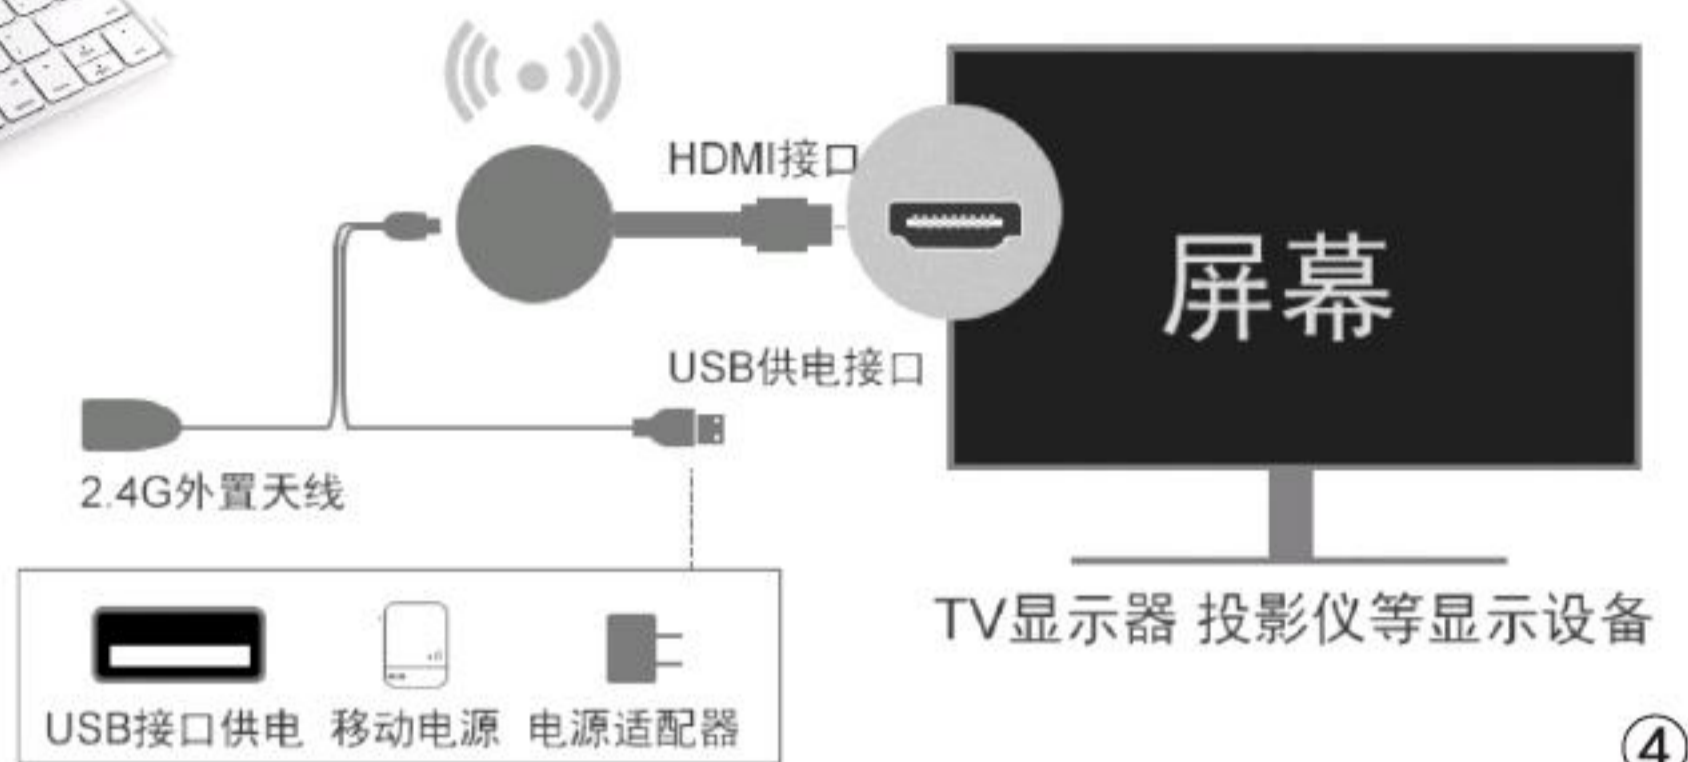 HDMI接口
屏幕
USB供电接口
2.4G外置天线
TV显示器 投影仪等显示设备
USB接口供电 移动电源 电源适配器
④